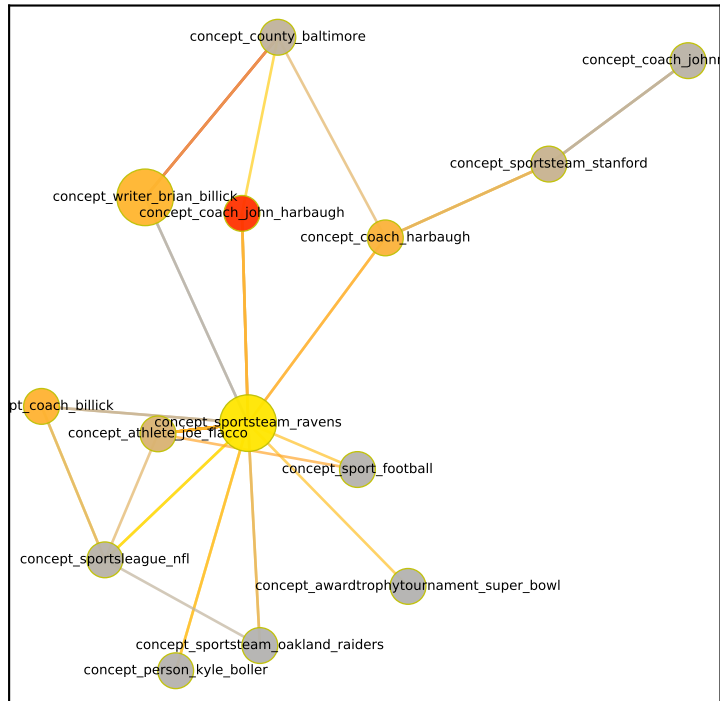 concept_county_baltimore
concept_coach_johnr
concept_sportsteam_stanford
concept_writer_brian_billick
concept_coach_john_harbaugh
concept_coach_harbaugh
pt_coach_billick
concept_sportsteam_ravens
concept_athlete_joe_flacco
concept_sport_football
concept_sportsleague_nfl
concept_awardtrophytournament_super_bowl
concept_sportsteam_oakland_raiders
concept_person_kyle_boller